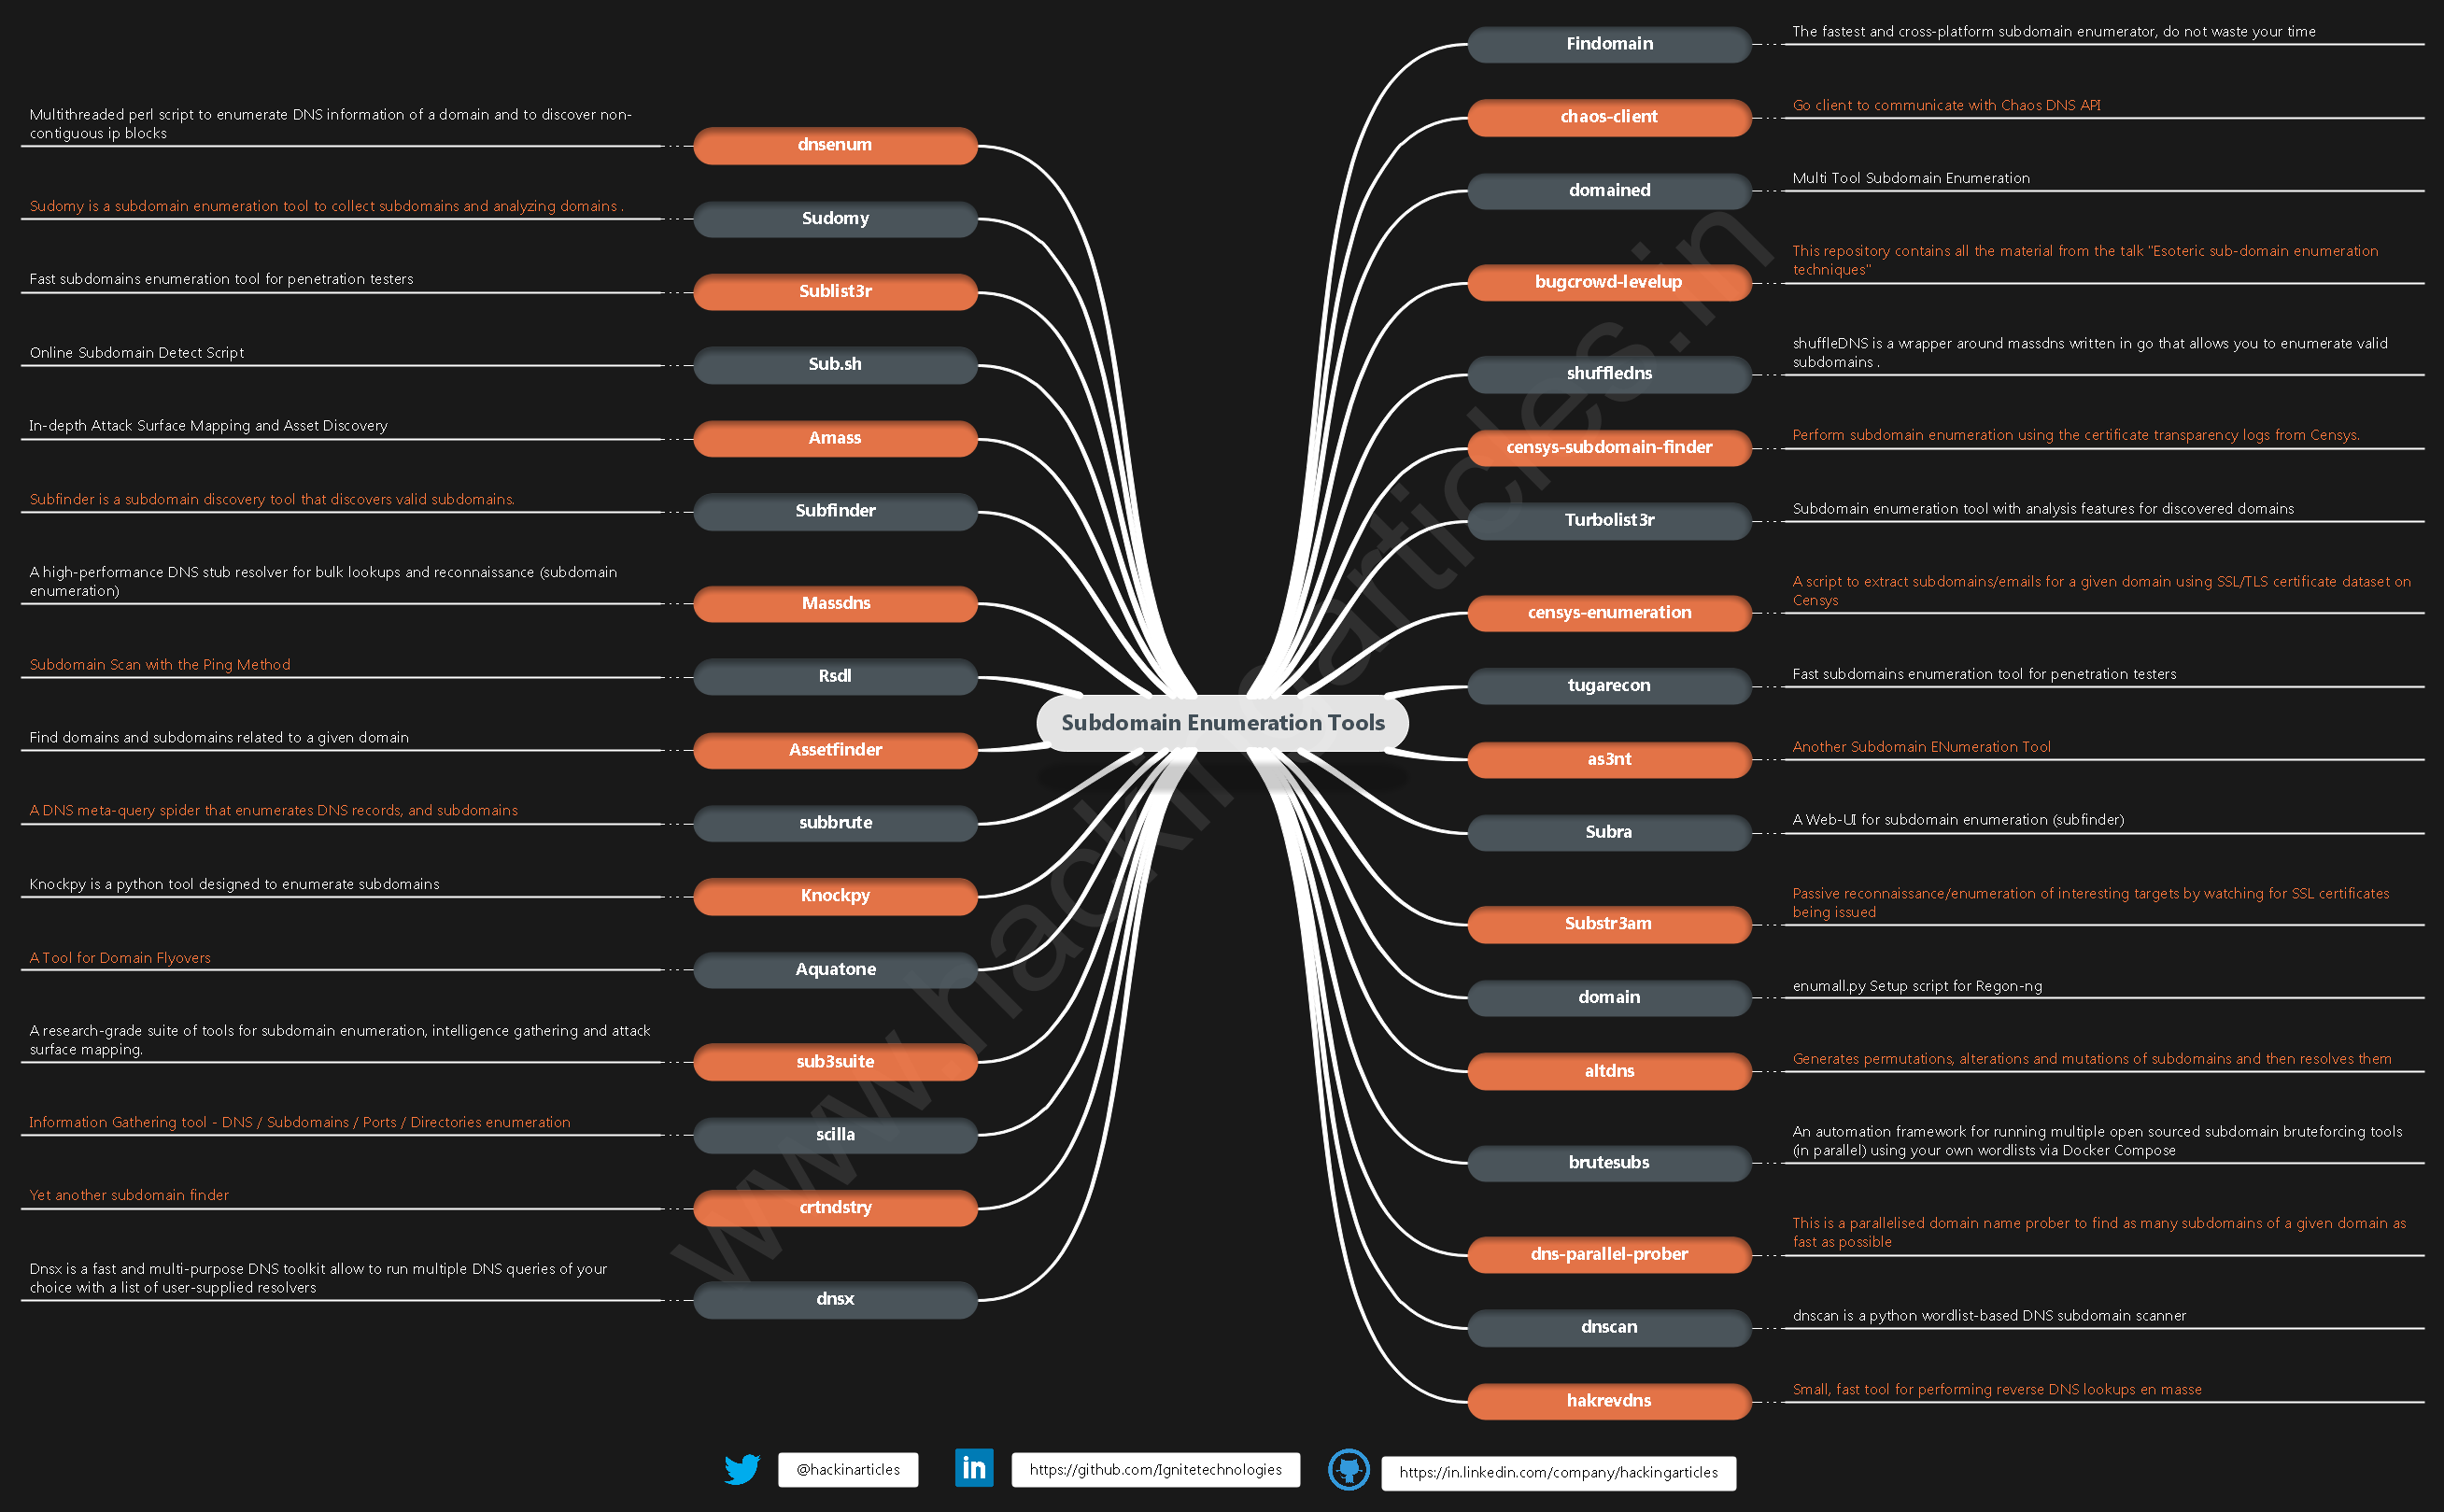 Subdomain Enumeration Tools
Multithreaded perl script to enumerate DNS information of a domain and to discover non-
contiguous ip blocks
dnsenum
Sudomy is a subdomain enumeration tool to collect subdomains and analyzing domains .
Sudomy
Fast subdomains enumeration tool for penetration testers
Sublist3r
Online Subdomain Detect Script
Sub.sh
In-depth Attack Surface Mapping and Asset Discovery
Amass
Subfinder is a subdomain discovery tool that discovers valid subdomains.
Subfinder
A high-performance DNS stub resolver for bulk lookups and reconnaissance (subdomain
enumeration)
Massdns
Subdomain Scan with the Ping Method
Rsdl
Find domains and subdomains related to a given domain
Assetfinder
A DNS meta-query spider that enumerates DNS records, and subdomains
subbrute
Knockpy is a python tool designed to enumerate subdomains
Knockpy
A Tool for Domain Flyovers
Aquatone
A research-grade suite of tools for subdomain enumeration, intelligence gathering and attack
surface mapping.
sub3suite
Information Gathering tool - DNS / Subdomains / Ports / Directories enumeration
scilla
Yet another subdomain finder
crtndstry
Dnsx is a fast and multi-purpose DNS toolkit allow to run multiple DNS queries of your
choice with a list of user-supplied resolvers
dnsx
Findomain
The fastest and cross-platform subdomain enumerator, do not waste your time
chaos-client
Go client to communicate with Chaos DNS API
domained
Multi Tool Subdomain Enumeration
bugcrowd-levelup
This repository contains all the material from the talk "Esoteric sub-domain enumeration
techniques"
shuffledns
shuffleDNS is a wrapper around massdns written in go that allows you to enumerate valid
subdomains .
censys-subdomain-finder
Perform subdomain enumeration using the certificate transparency logs from Censys.
Turbolist3r
Subdomain enumeration tool with analysis features for discovered domains
censys-enumeration
A script to extract subdomains/emails for a given domain using SSL/TLS certificate dataset on
Censys
tugarecon
Fast subdomains enumeration tool for penetration testers
as3nt
Another Subdomain ENumeration Tool
Subra
A Web-UI for subdomain enumeration (subfinder)
Substr3am
Passive reconnaissance/enumeration of interesting targets by watching for SSL certificates
being issued
domain
enumall.py Setup script for Regon-ng
altdns
Generates permutations, alterations and mutations of subdomains and then resolves them
brutesubs
An automation framework for running multiple open sourced subdomain bruteforcing tools
(in parallel) using your own wordlists via Docker Compose
dns-parallel-prober
This is a parallelised domain name prober to find as many subdomains of a given domain as
fast as possible
dnscan
dnscan is a python wordlist-based DNS subdomain scanner
hakrevdns
Small, fast tool for performing reverse DNS lookups en masse
www.hackingarticles.in
@hackinarticles
in
https://github.com/Ignitetechnologies
https://in.linkedin.com/company/hackingarticles